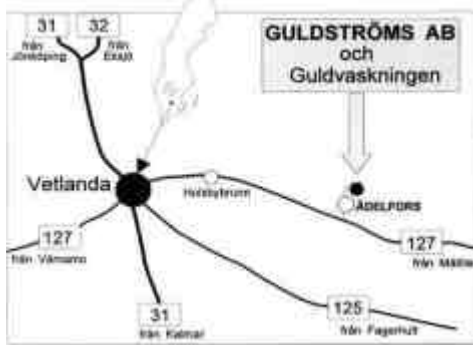 31
32
från
Jönköping
från
Eksjö
GULDSTRÖMS AB
och
Guldvaskningen
Vetlanda
Holsbybrunn
ÄDELFORS
127
från Värnamo
127
från
31
från Kalmar
125
från Fagerhult